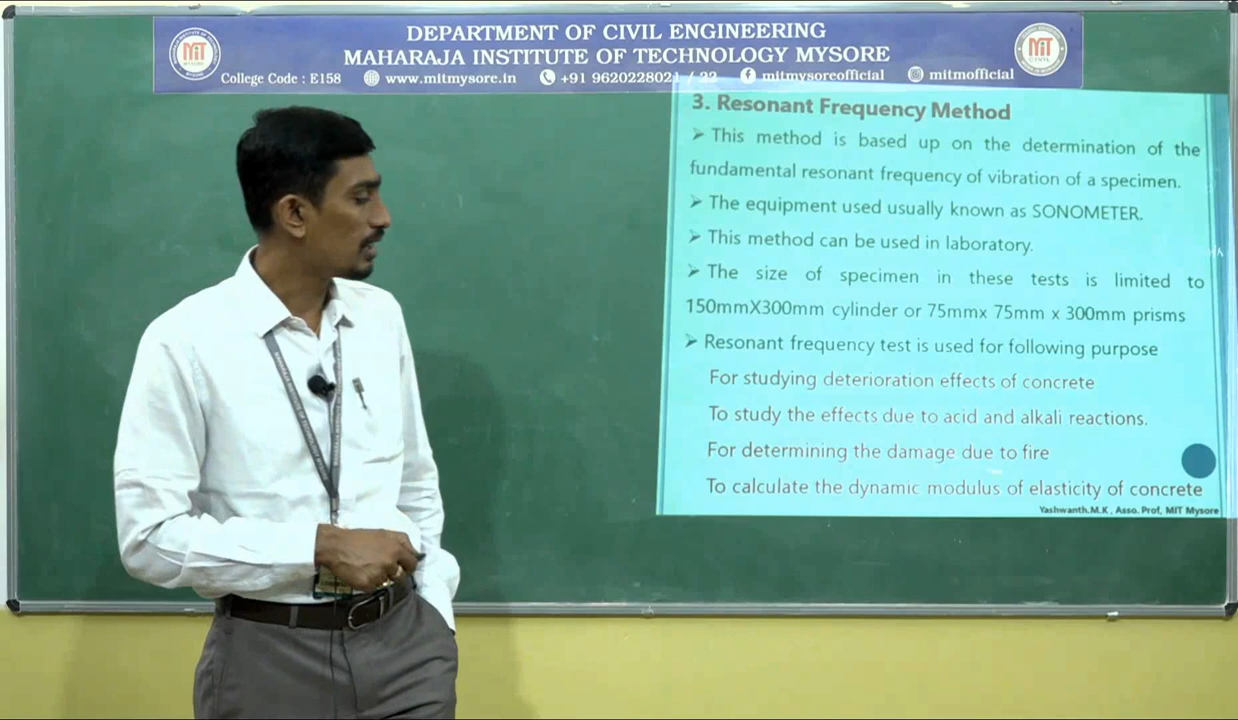 DEPARTMENT OF CIVIL ENGINEERING
MAHARAJA INSTITUTE OF TECHNOLOGY MYSORE
College Code : E158 www.mitmysore.in +91 9620228021 / 22 mitmysoreofficial mitmofficial
MIT
MIT
3. Resonant Frequency Method
➢ This method is based up on the determination of the
fundamental resonant frequency of vibration of a specimen.
➢ The equipment used usually known as SONOMETER.
➢ This method can be used in laboratory.
➢ The size of specimen in these tests is limited to
150mmX300mm cylinder or 75mmx 75mm x 300mm prisms
➢ Resonant frequency test is used for following purpose
For studying deterioration effects of concrete
To study the effects due to acid and alkali reactions.
For determining the damage due to fire
To calculate the dynamic modulus of elasticity of concrete
Yashwanth.M.K , Asso. Prof, MIT Mysore